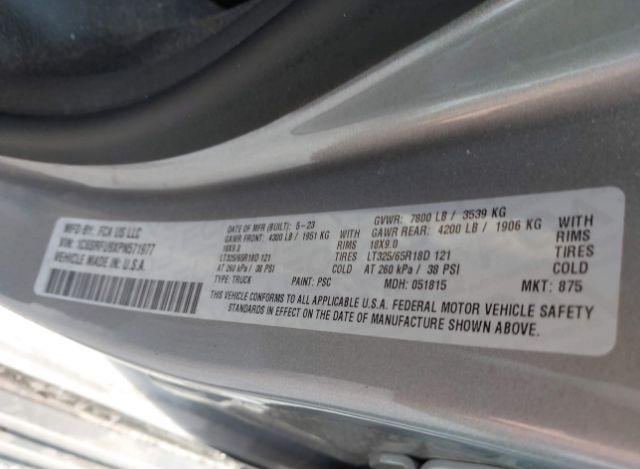 MFD. BY: FCA US LLC DATE OF MFR (BUILT): 5-23 GVWR: 7800 LB / 3539 KG
VIN: 1C6SRFU9XPN571977 GAWR FRONT: 4300 LB / 1951 KG WITH GAWR REAR: 4200 LB / 1906 KG WITH
VEHICLE MADE IN: U.S.A. 18X9.0 RIMS 18X9.0 RIMS
LT325/65R18D 121 TIRES LT325/65R18D 121 TIRES
AT 260 kPa / 38 PSI COLD AT 260 kPa / 38 PSI COLD
TYPE: TRUCK PAINT: PSC MDH: 051815 MKT: 875
THIS VEHICLE CONFORMS TO ALL APPLICABLE U.S.A. FEDERAL MOTOR VEHICLE SAFETY
STANDARDS IN EFFECT ON THE DATE OF MANUFACTURE SHOWN ABOVE.